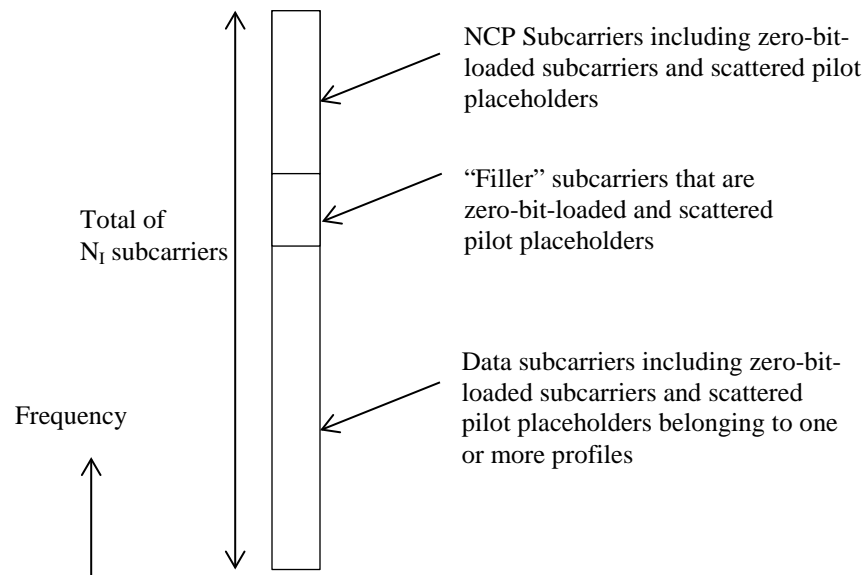 NCP Subcarriers including zero-bit-
loaded subcarriers and scattered pilot
placeholders
“Filler” subcarriers that are
zero-bit-loaded and scattered
pilot placeholders
Total of
NI subcarriers
Data subcarriers including zero-bit-
loaded subcarriers and scattered
pilot placeholders belonging to one
or more profiles
Frequency